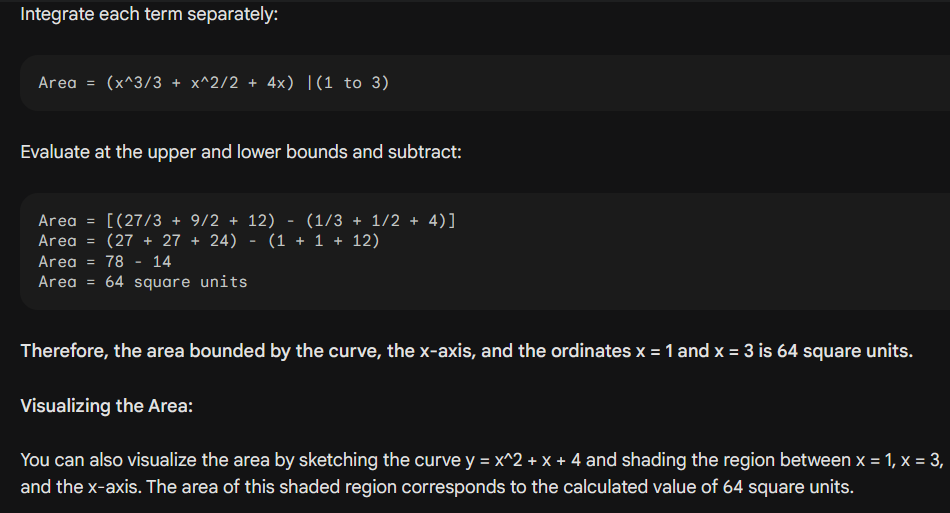 Integrate each term separately:
Area = (x^3/3 + x^2/2 + 4x) |(1 to 3)
Evaluate at the upper and lower bounds and subtract:
Area = [(27/3 + 9/2 + 12) - (1/3 + 1/2 + 4)]
Area = (27 + 27 + 24) - (1 + 1 + 12)
Area = 78 - 14
Area = 64 square units
Therefore, the area bounded by the curve, the x-axis, and the ordinates x = 1 and x = 3 is 64 square units.
Visualizing the Area:
You can also visualize the area by sketching the curve y = x^2 + x + 4 and shading the region between x = 1, x = 3,
and the x-axis. The area of this shaded region corresponds to the calculated value of 64 square units.